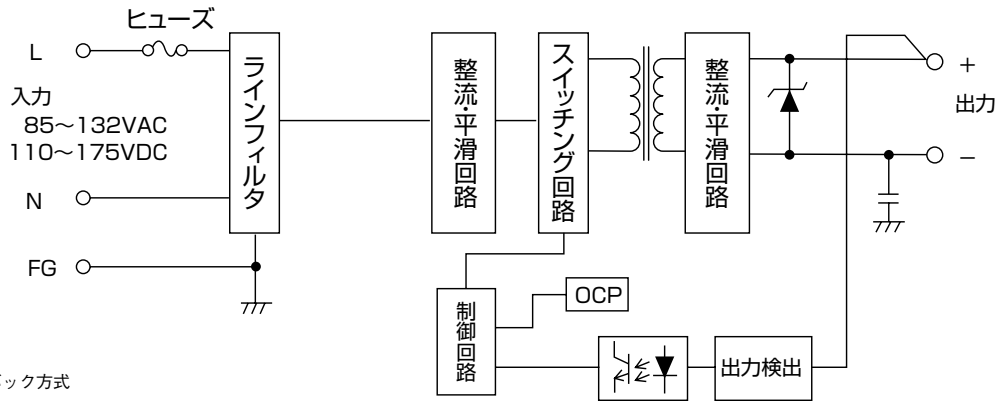 ヒューズ
L
入力
85〜132VAC
110〜175VDC
N
FG
ラインフィルタ
整流・平滑回路
スイッチング回路
整流・平滑回路
+
出力
−
制御回路
OCP
出力検出
ック方式